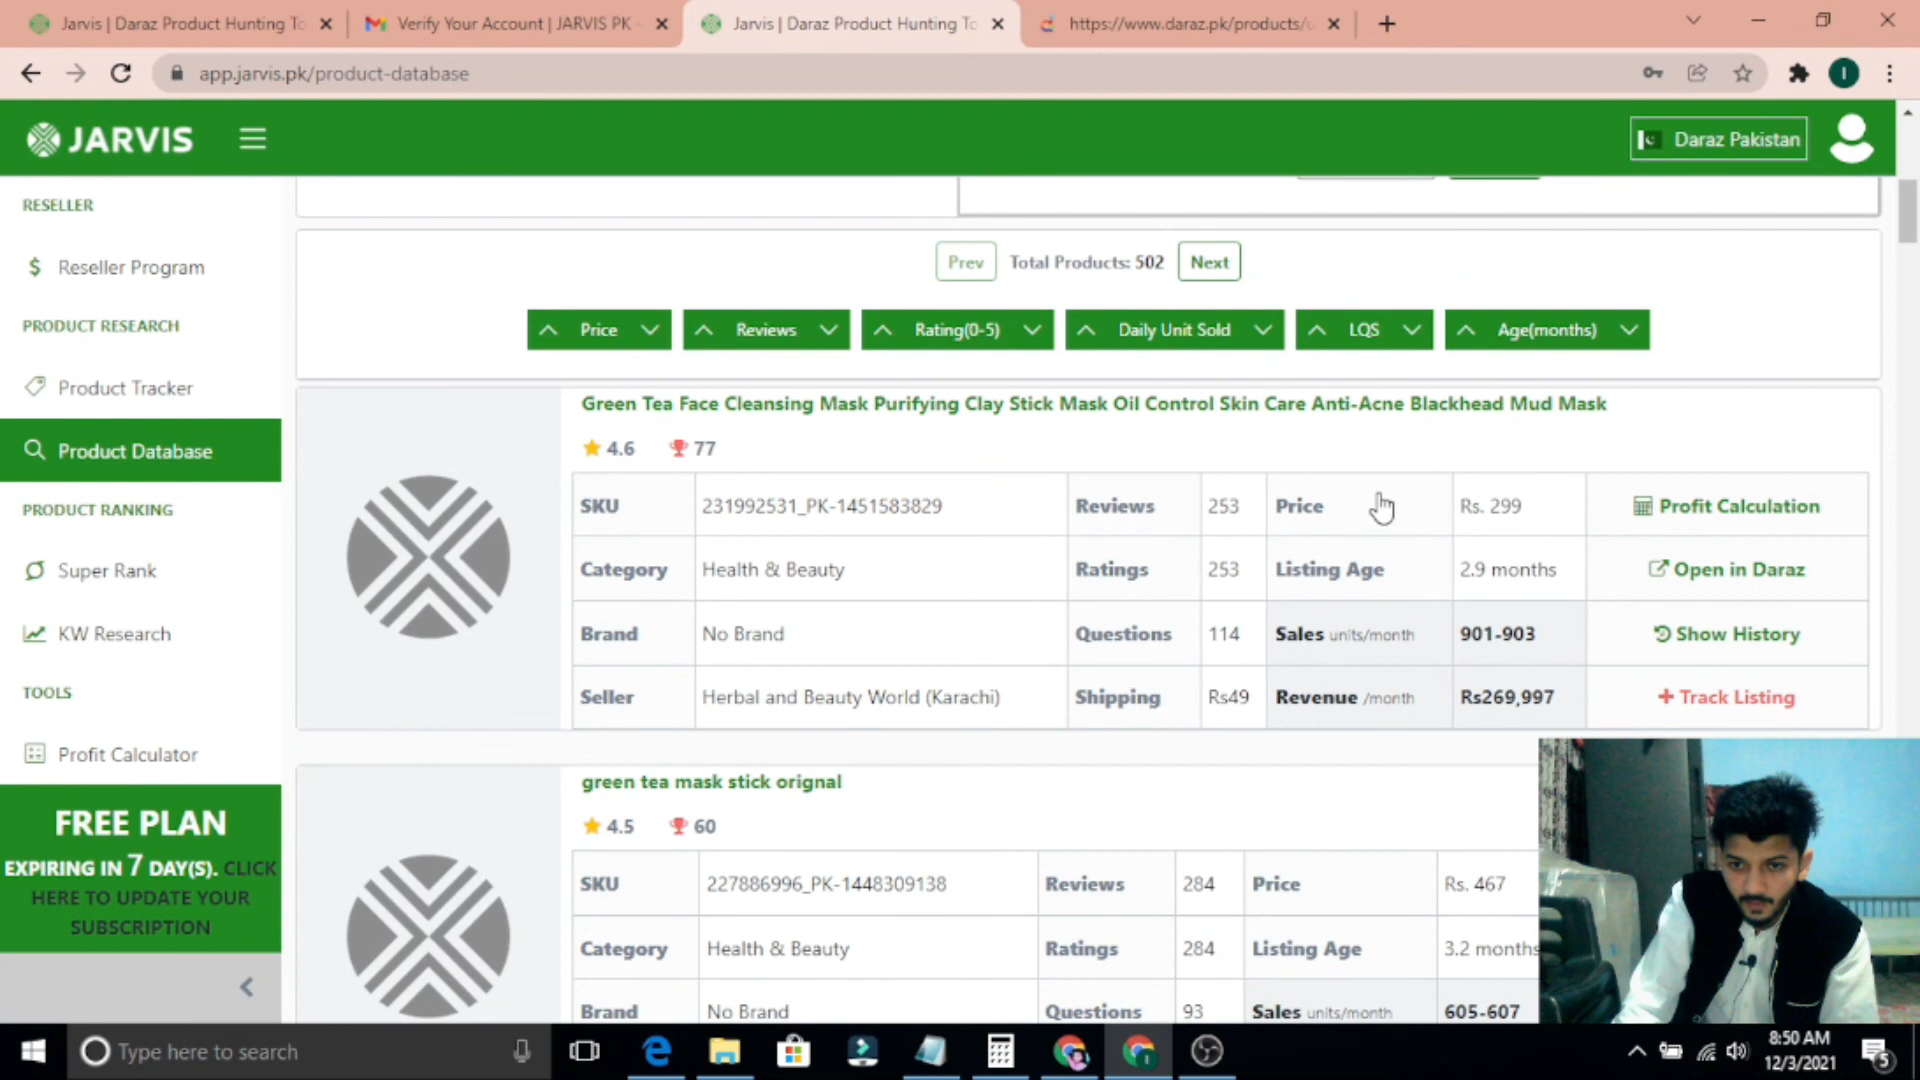 Jarvis | Daraz Product Hunting To
Verify Your Account | JARVIS PK -
Jarvis | Daraz Product Hunting To
https://www.daraz.pk/products/
app.jarvis.pk/product-database
I
JARVIS
Daraz Pakistan
RESELLER
Reseller Program
PRODUCT RESEARCH
Product Tracker
Product Database
PRODUCT RANKING
Super Rank
KW Research
TOOLS
Profit Calculator
FREE PLAN
EXPIRING IN 7 DAY(S). CLICK
HERE TO UPDATE YOUR
SUBSCRIPTION
Prev Total Products: 502 Next
Price Reviews Rating(0-5) Daily Unit Sold LQS Age(months)
Green Tea Face Cleansing Mask Purifying Clay Stick Mask Oil Control Skin Care Anti-Acne Blackhead Mud Mask
4.6 77
SKU 231992531_PK-1451583829 Reviews 253 Price Rs. 299 Profit Calculation
Category Health & Beauty Ratings 253 Listing Age 2.9 months Open in Daraz
Brand No Brand Questions 114 Sales units/month 901-903 Show History
Seller Herbal and Beauty World (Karachi) Shipping Rs49 Revenue /month Rs269,997 Track Listing
green tea mask stick orignal
4.5 60
SKU 227886996_PK-1448309138 Reviews 284 Price Rs. 467
Category Health & Beauty Ratings 284 Listing Age 3.2 months
Brand No Brand Questions 93 Sales units/month 605-607
Type here to search
8:50 AM
12/3/2021
5